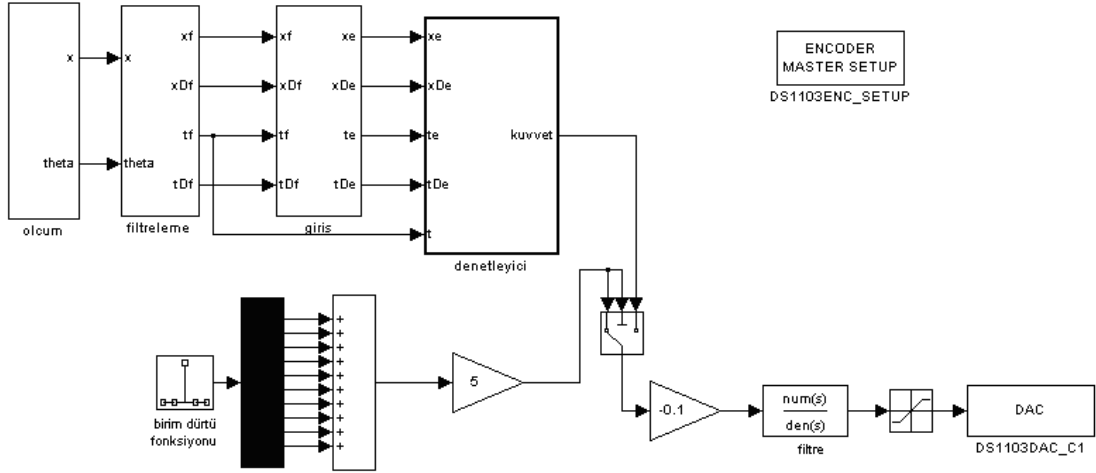 x
theta
olcum
x
theta
xf
xDf
tf
tDf
filtreleme
xf
xDf
tf
tDf
xe
xDe
te
tDe
giris
xe
xDe
te
tDe
t
kuvvet
denetleyici
ENCODER
MASTER SETUP
DS1103ENC_SETUP
birim dürtü
fonksiyonu
+
+
+
+
+
+
+
+
+
+
5
-0.1
num(s)
den(s)
filtre
DAC
DS1103DAC_C1